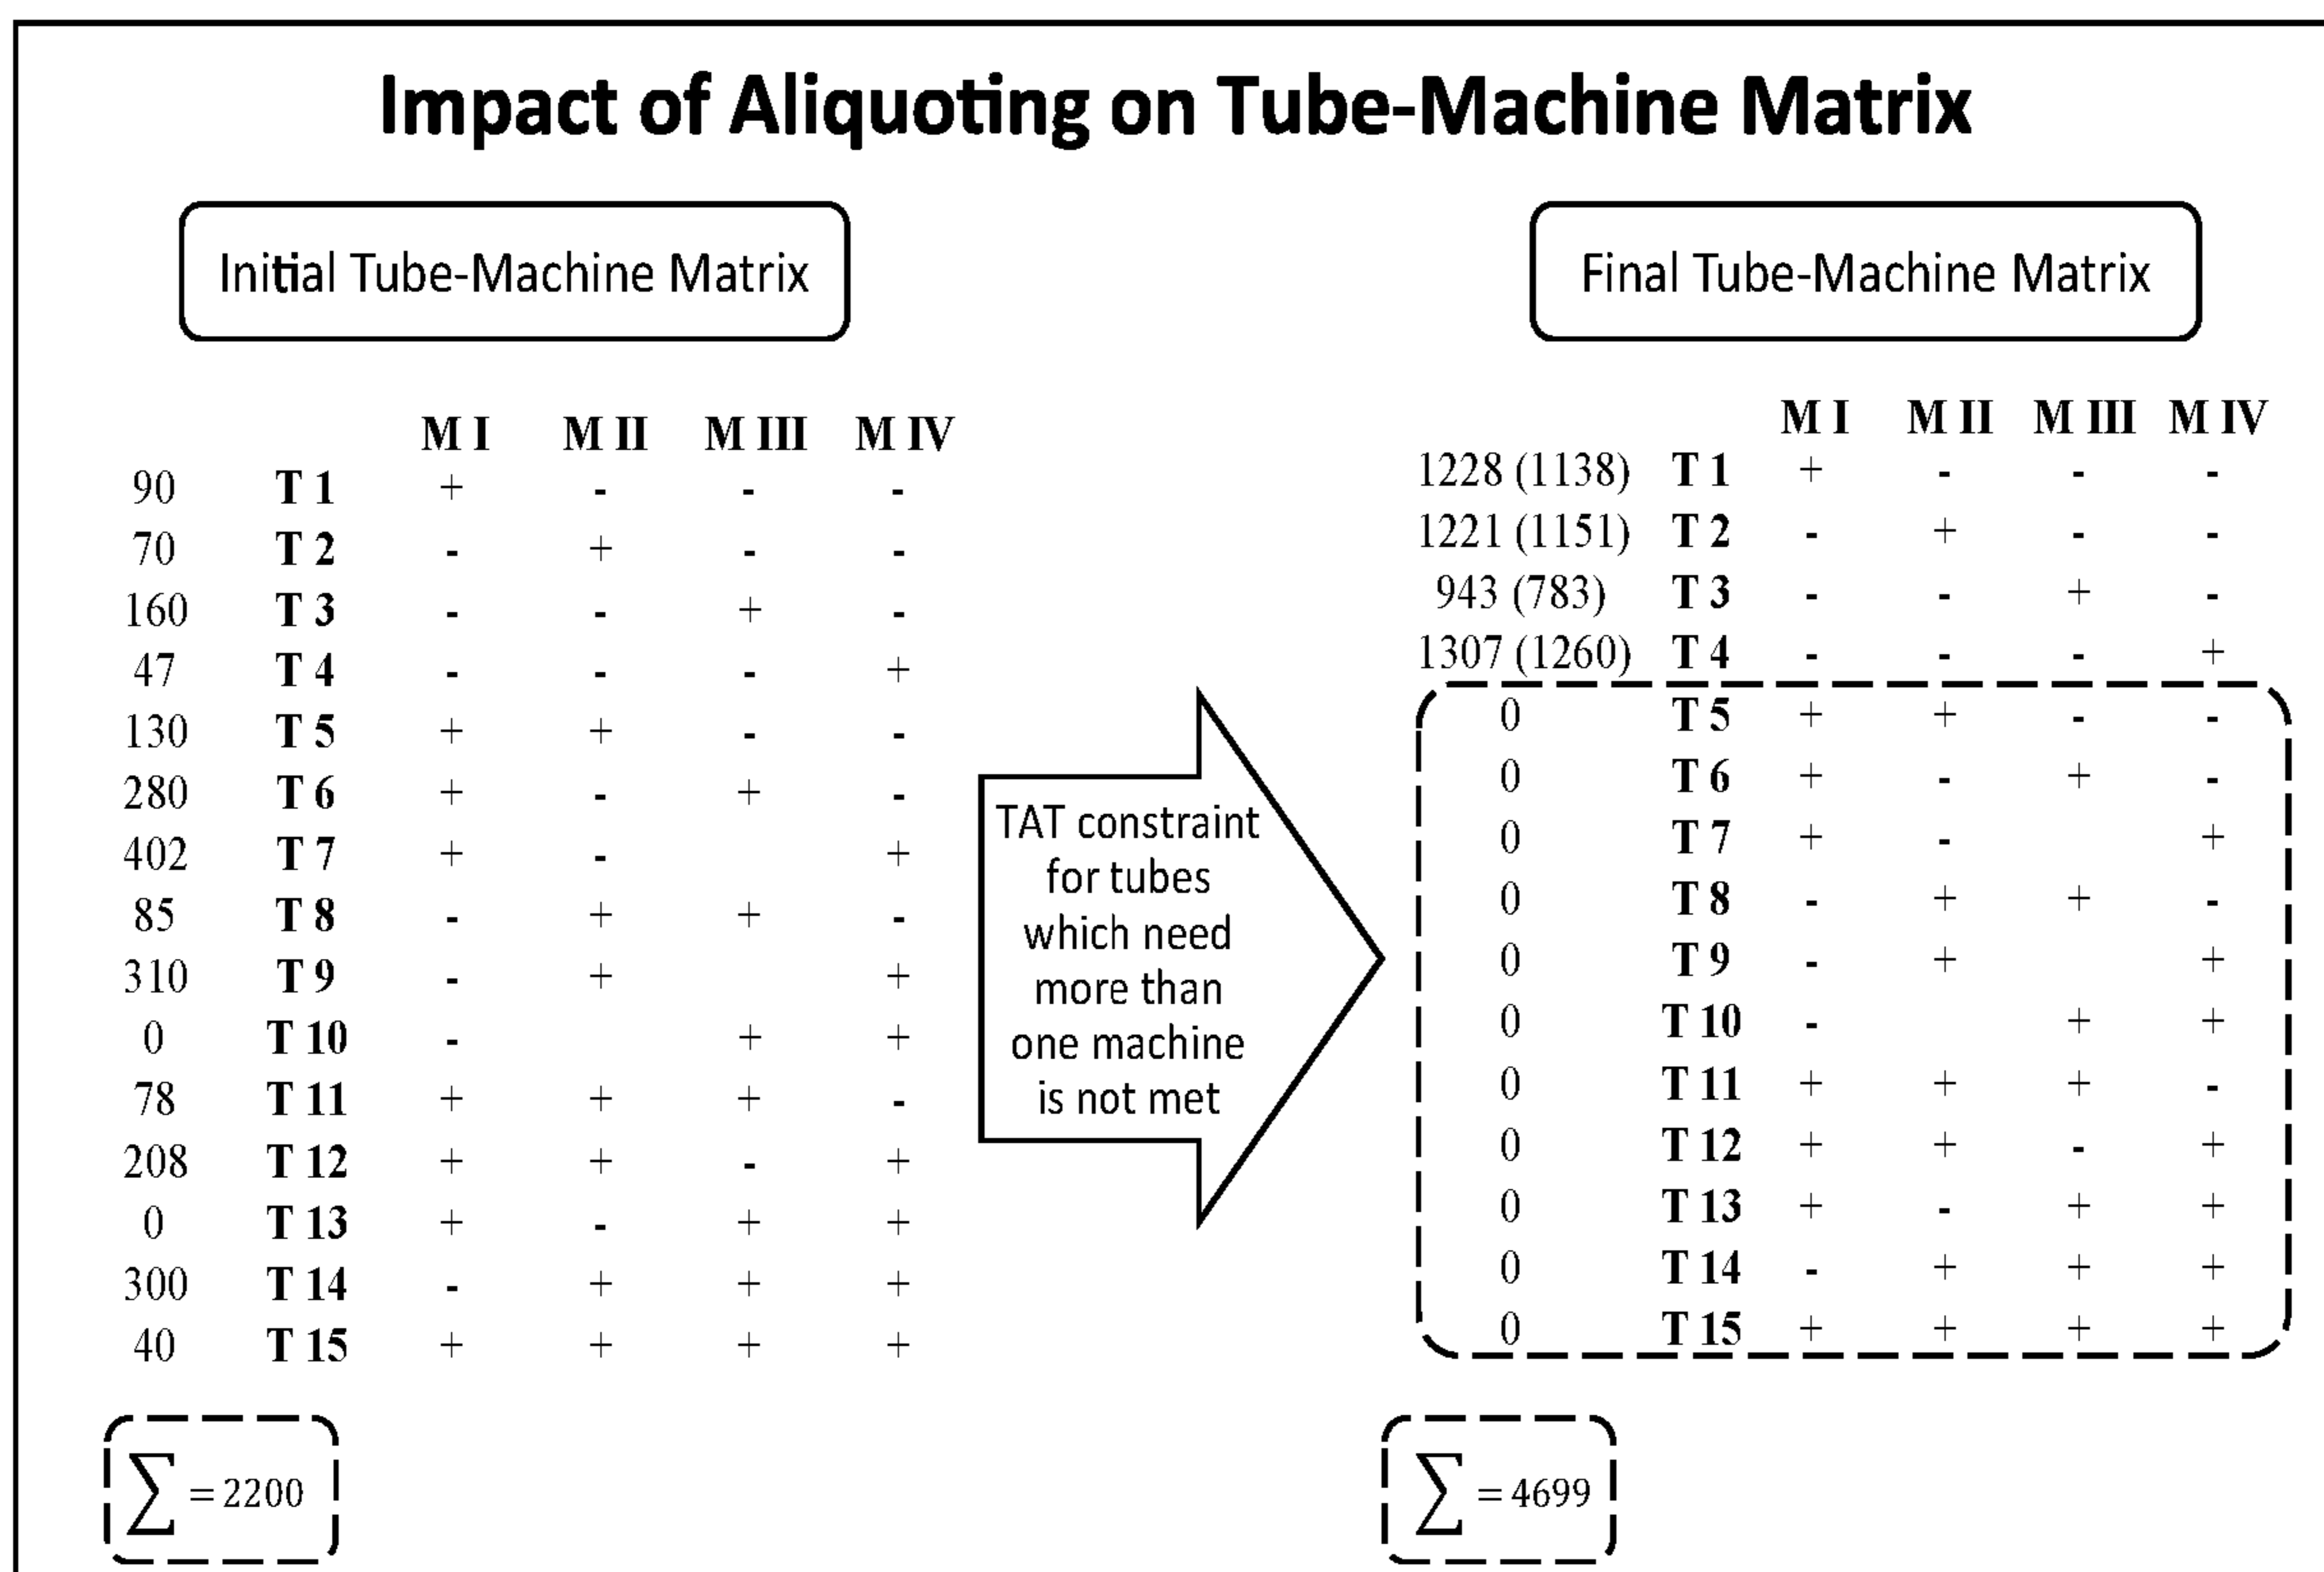 Impact of Aliquoting on Tube-Machine Matrix
Initial Tube-Machine Matrix
M I M II M III M IV
90 T 1 + - - -
70 T 2 - + - -
160 T 3 - - + -
47 T 4 - - - +
130 T 5 + + - -
280 T 6 + - + -
402 T 7 + - +
85 T 8 - + + -
310 T 9 - + +
0 T 10 - + +
78 T 11 + + + -
208 T 12 + + - +
0 T 13 + - + +
300 T 14 - + + +
40 T 15 + + + +
∑ = 2200
TAT constraint
for tubes
which need
more than
one machine
is not met
Final Tube-Machine Matrix
M I M II M III M IV
1228 (1138) T 1 + - - -
1221 (1151) T 2 - + - -
943 (783) T 3 - - + -
1307 (1260) T 4 - - - +
0 T 5 + + - -
0 T 6 + - + -
0 T 7 + - +
0 T 8 - + + -
0 T 9 - + +
0 T 10 - + +
0 T 11 + + + -
0 T 12 + + - +
0 T 13 + - + +
0 T 14 - + + +
0 T 15 + + + +
∑ = 4699